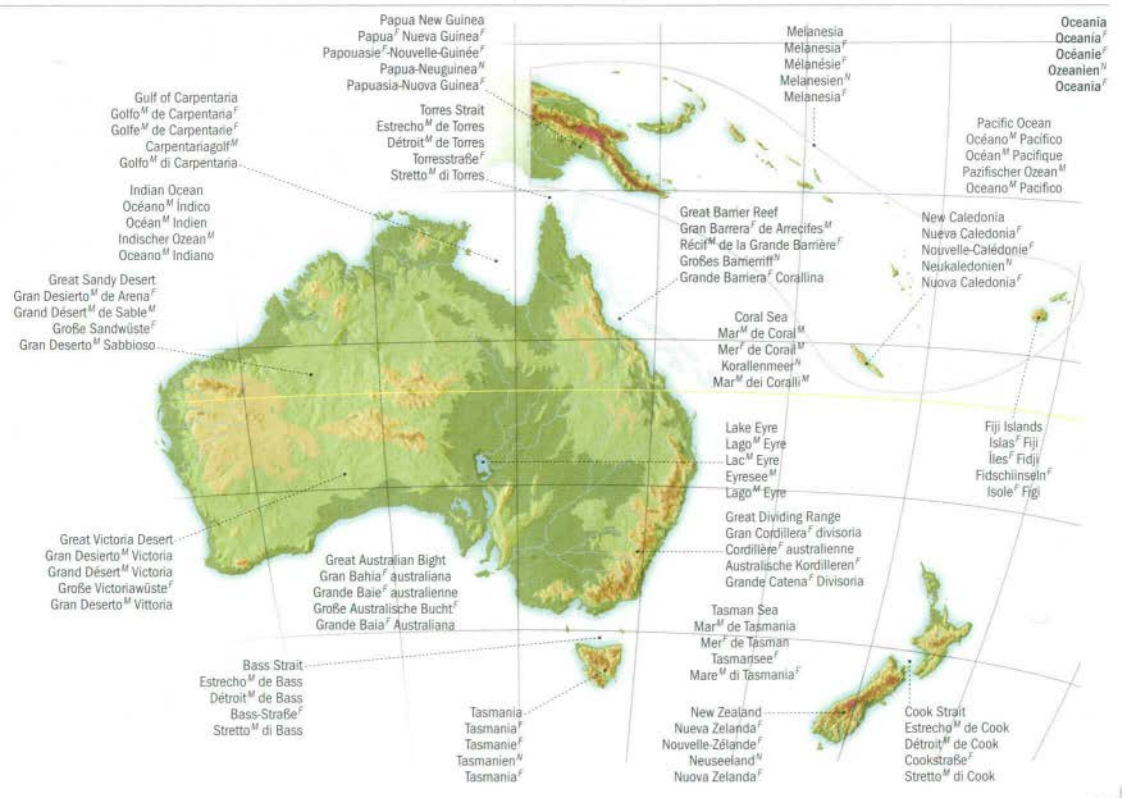 Oceania
Oceanía^F
Océanie^F
Ozeanien^N
Oceania^F
Papua New Guinea
Papua^F Nueva Guinea^F
Papouasie^F-Nouvelle-Guinée^F
Papua-Neuguinea^N
Papuasia-Nuova Guinea^F
Melanesia
Melanesia^F
Mélanésie^F
Melanesien^N
Melanesia^F
Gulf of Carpentaria
Golfo^M de Carpentaria^F
Golfe^M de Carpentarie^F
Carpentariagolf^M
Golfo^M di Carpentaria
Torres Strait
Estrecho^M de Torres
Détroit^M de Torres
Torresstraße^F
Stretto^M di Torres
Pacific Ocean
Océano^M Pacífico
Océan^M Pacifique
Pazifischer Ozean^M
Oceano^M Pacifico
Indian Ocean
Océano^M Índico
Océan^M Indien
Indischer Ozean^M
Oceano^M Indiano
Great Barrier Reef
Gran Barrera^F de Arrecifes^M
Récif^M de la Grande Barrière^F
Großes Barrierriff^N
Grande Barriera^F Corallina
New Caledonia
Nueva Caledonia^F
Nouvelle-Calédonie^F
Neukaledonien^N
Nuova Caledonia^F
Great Sandy Desert
Gran Desierto^M de Arena^F
Grand Désert^M de Sable^M
Große Sandwüste^F
Gran Deserto^M Sabbioso
Coral Sea
Mar^M de Coral^M
Mer^F de Corail^M
Korallenmeer^N
Mar^M dei Coralli^M
Lake Eyre
Lago^M Eyre
Lac^M Eyre
Eyresee^M
Lago^M Eyre
Fiji Islands
Islas^F Fiji
Îles^F Fidji
Fidschiinseln^F
Isole^F Figi
Great Victoria Desert
Gran Desierto^M Victoria
Grand Désert^M Victoria
Große Victoriawüste^F
Gran Deserto^M Vittoria
Great Australian Bight
Gran Bahia^F australiana
Grande Baie^F australienne
Große Australische Bucht^F
Grande Baia^F Australiana
Great Dividing Range
Gran Cordillera^F divisoria
Cordillère^F australienne
Australische Kordilleren^F
Grande Catena^F Divisoria
Tasman Sea
Mar^M de Tasmania
Mer^F de Tasman
Tasmansee^F
Mare^M di Tasmania^F
Bass Strait
Estrecho^M de Bass
Détroit^M de Bass
Bass-Straße^F
Stretto^M di Bass
Tasmania
Tasmania^F
Tasmanie^F
Tasmanien^N
Tasmania^F
New Zealand
Nueva Zelanda^F
Nouvelle-Zélande^F
Neuseeland^N
Nuova Zelanda^F
Cook Strait
Estrecho^M de Cook
Détroit^M de Cook
Cookstraße^F
Stretto^M di Cook